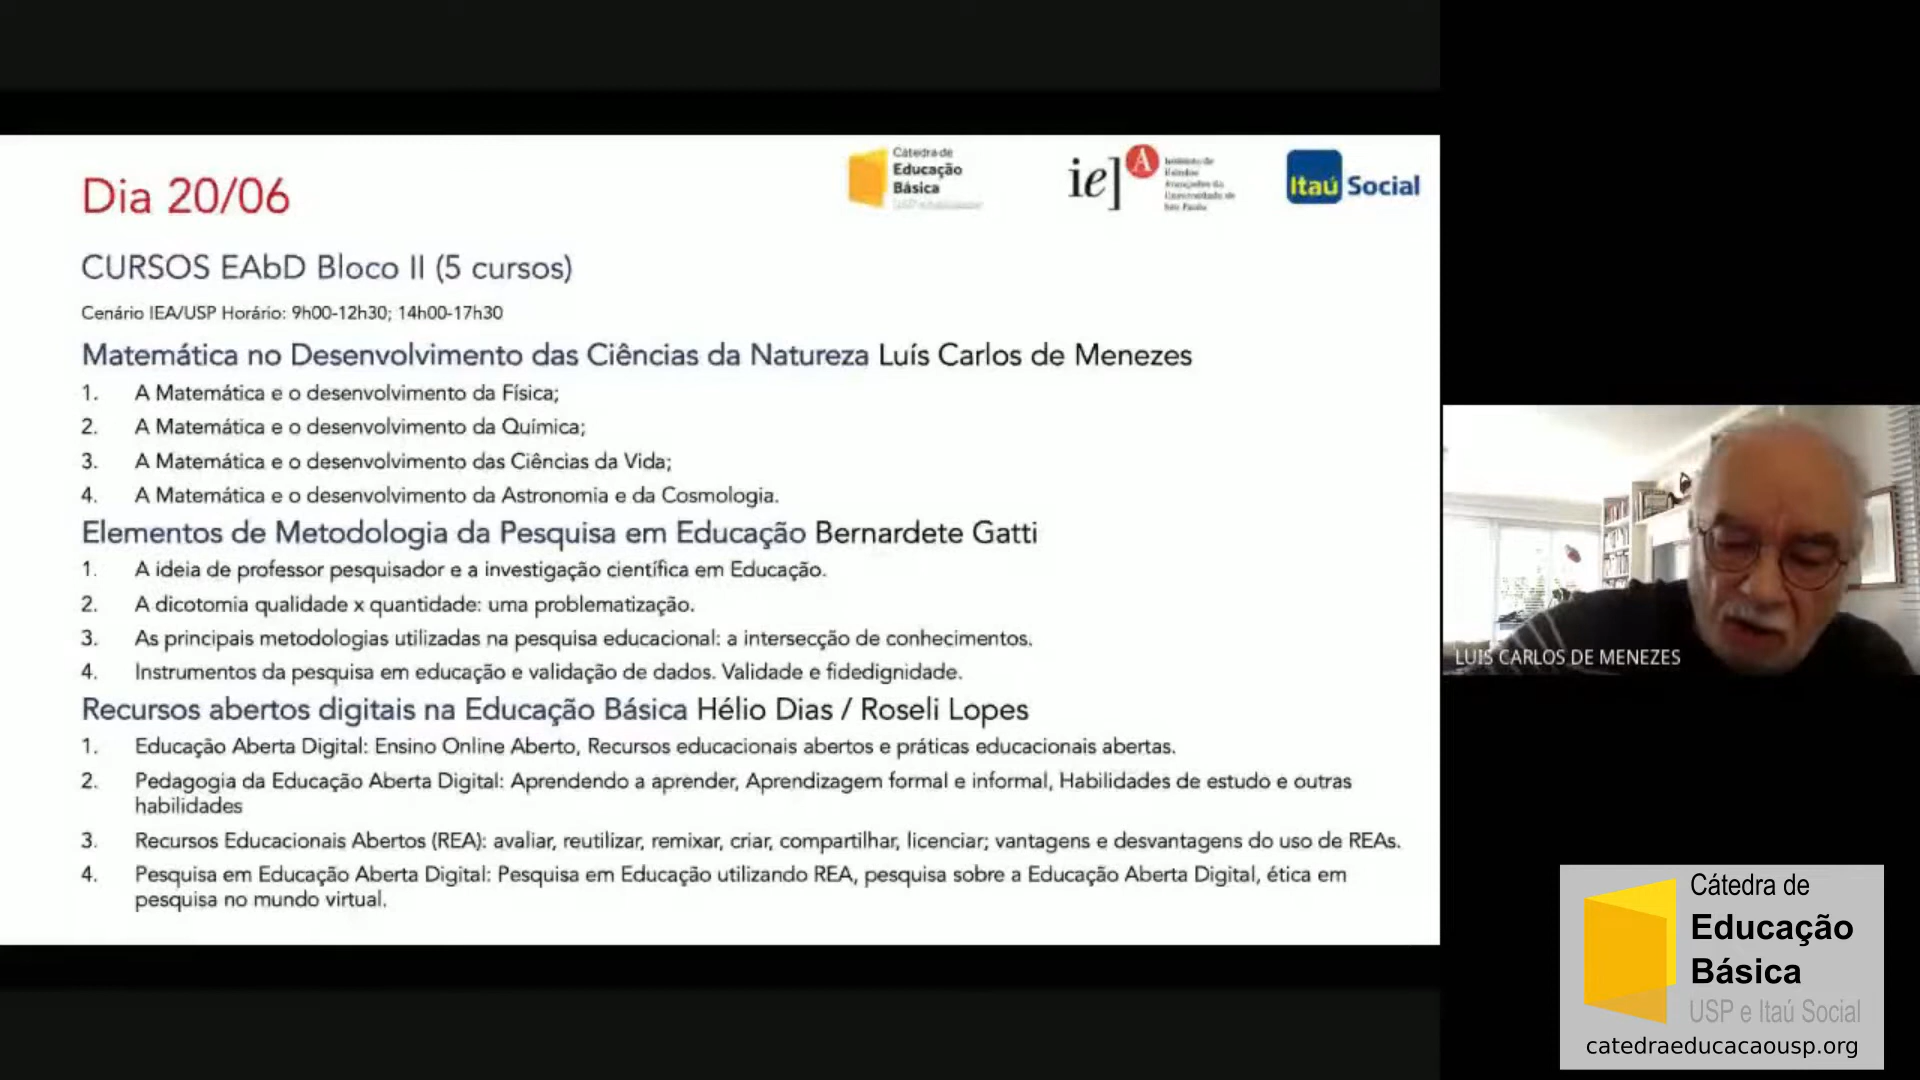 Dia 20/06
Cátedra de
Educação
Básica
ie]
A
Instituto de
Estudos
Avançados da
Universidade de
São Paulo
Itaú Social
CURSOS EAbD Bloco II (5 cursos)
Cenário IEA/USP Horário: 9h00-12h30; 14h00-17h30
Matemática no Desenvolvimento das Ciências da Natureza Luís Carlos de Menezes
1. A Matemática e o desenvolvimento da Física;
2. A Matemática e o desenvolvimento da Química;
3. A Matemática e o desenvolvimento das Ciências da Vida;
4. A Matemática e o desenvolvimento da Astronomia e da Cosmologia.
Elementos de Metodologia da Pesquisa em Educação Bernardete Gatti
1. A ideia de professor pesquisador e a investigação científica em Educação.
2. A dicotomia qualidade x quantidade: uma problematização.
3. As principais metodologias utilizadas na pesquisa educacional: a intersecção de conhecimentos.
4. Instrumentos da pesquisa em educação e validação de dados. Validade e fidedignidade.
Recursos abertos digitais na Educação Básica Hélio Dias / Roseli Lopes
1. Educação Aberta Digital: Ensino Online Aberto, Recursos educacionais abertos e práticas educacionais abertas.
2. Pedagogia da Educação Aberta Digital: Aprendendo a aprender, Aprendizagem formal e informal, Habilidades de estudo e outras
habilidades
3. Recursos Educacionais Abertos (REA): avaliar, reutilizar, remixar, criar, compartilhar, licenciar; vantagens e desvantagens do uso de REAs.
4. Pesquisa em Educação Aberta Digital: Pesquisa em Educação utilizando REA, pesquisa sobre a Educação Aberta Digital, ética em
pesquisa no mundo virtual.
LUIS CARLOS DE MENEZES
Cátedra de
Educação
Básica
USP e Itaú Social
catedraeducacaousp.org